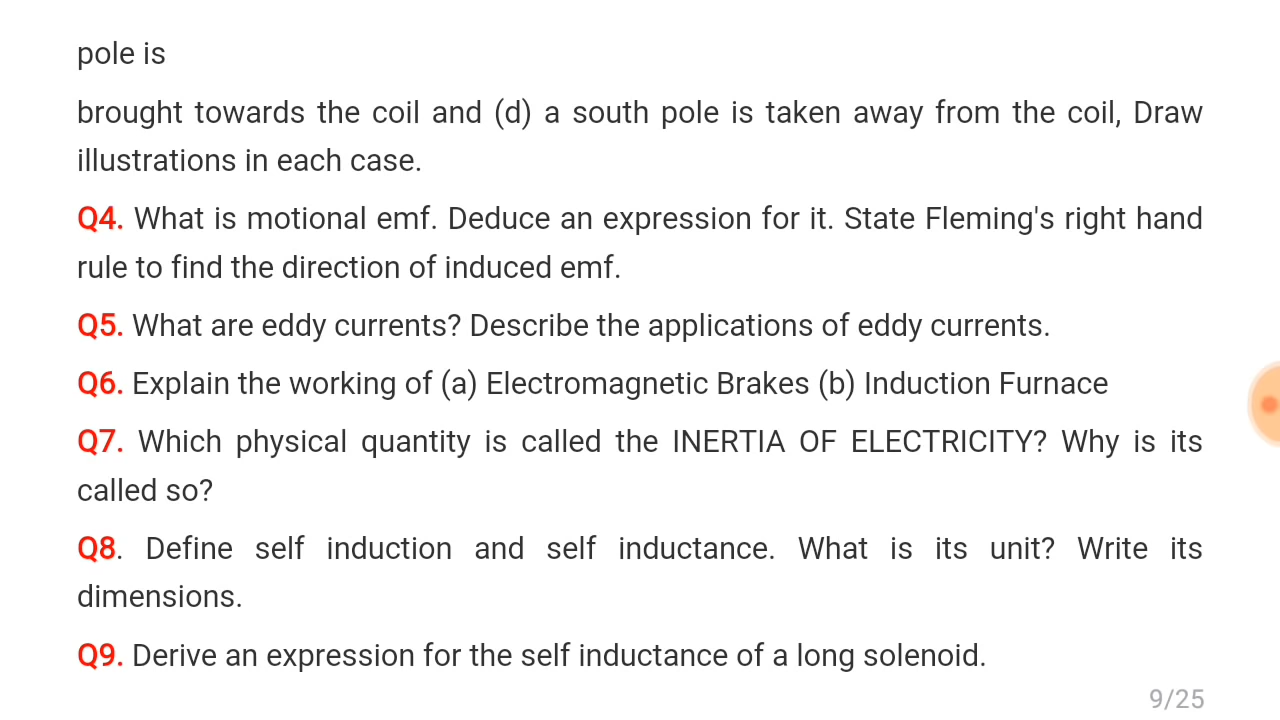 pole is
brought towards the coil and (d) a south pole is taken away from the coil, Draw
illustrations in each case.
Q4. What is motional emf. Deduce an expression for it. State Fleming's right hand
rule to find the direction of induced emf.
Q5. What are eddy currents? Describe the applications of eddy currents.
Q6. Explain the working of (a) Electromagnetic Brakes (b) Induction Furnace
Q7. Which physical quantity is called the INERTIA OF ELECTRICITY? Why is its
called so?
Q8. Define self induction and self inductance. What is its unit? Write its
dimensions.
Q9. Derive an expression for the self inductance of a long solenoid.
9/25